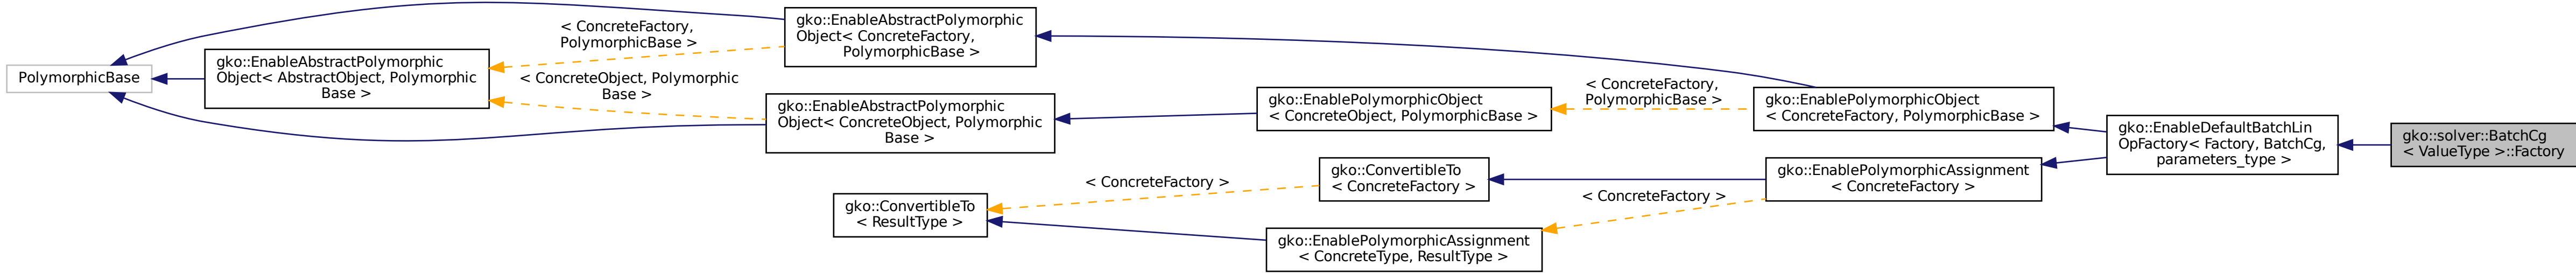 PolymorphicBase
gko::EnableAbstractPolymorphic
Object< AbstractObject, Polymorphic
Base >
< ConcreteFactory,
PolymorphicBase >
< ConcreteObject, Polymorphic
Base >
gko::EnableAbstractPolymorphic
Object< ConcreteFactory,
PolymorphicBase >
gko::EnableAbstractPolymorphic
Object< ConcreteObject, Polymorphic
Base >
gko::ConvertibleTo
< ResultType >
< ConcreteFactory >
gko::EnablePolymorphicObject
< ConcreteObject, PolymorphicBase >
gko::ConvertibleTo
< ConcreteFactory >
gko::EnablePolymorphicAssignment
< ConcreteType, ResultType >
< ConcreteFactory,
PolymorphicBase >
< ConcreteFactory >
gko::EnablePolymorphicObject
< ConcreteFactory, PolymorphicBase >
gko::EnablePolymorphicAssignment
< ConcreteFactory >
gko::EnableDefaultBatchLin
OpFactory< Factory, BatchCg,
parameters_type >
gko::solver::BatchCg
< ValueType >::Factory